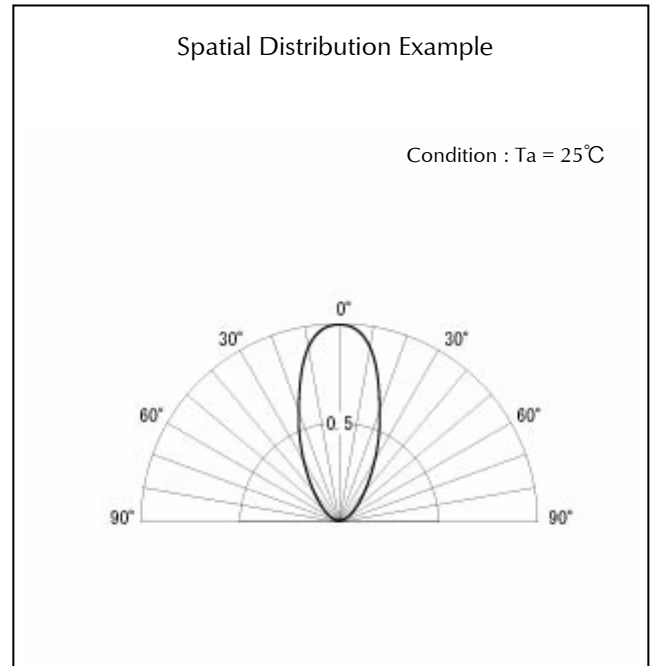 Spatial Distribution Example
Condition : Ta = 25℃
0°
30° 30°
60° 60°
0.5
90° 90°